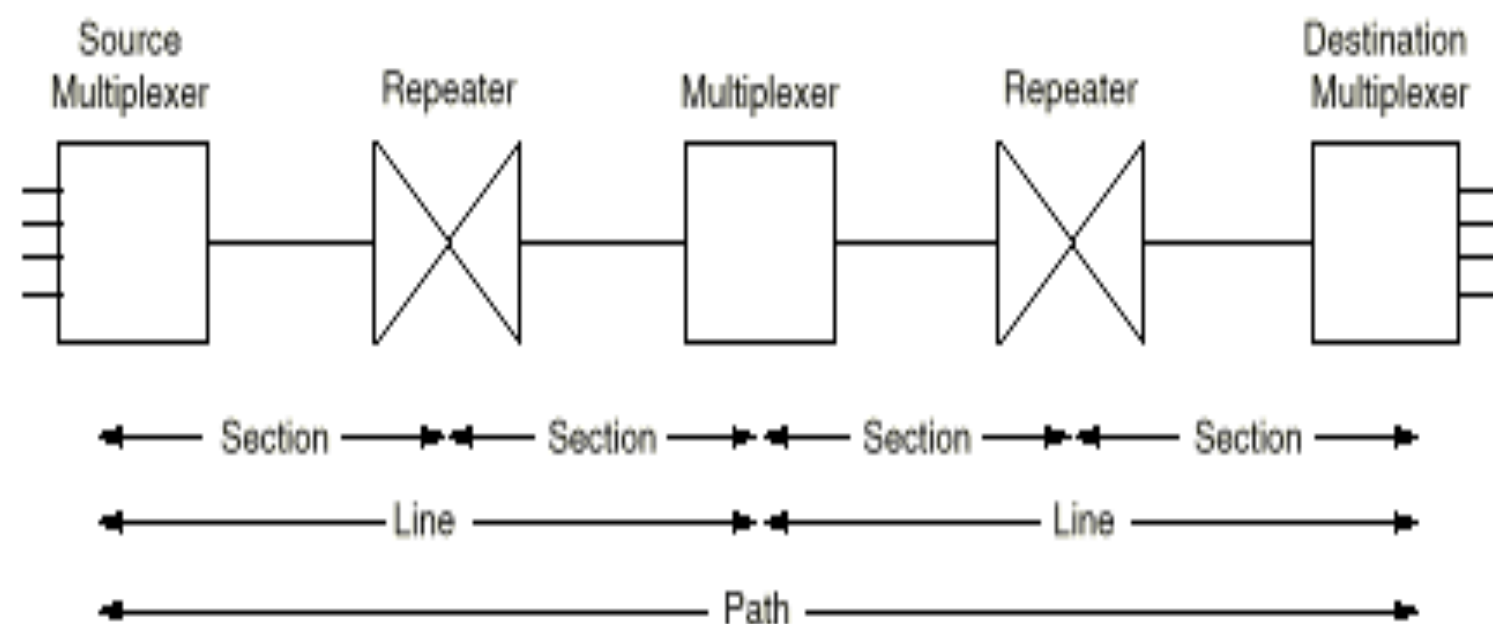 Source
Multiplexer
Repeater
Multiplexer
Repeater
Destination
Multiplexer
Section
Section
Section
Section
Line
Line
Path